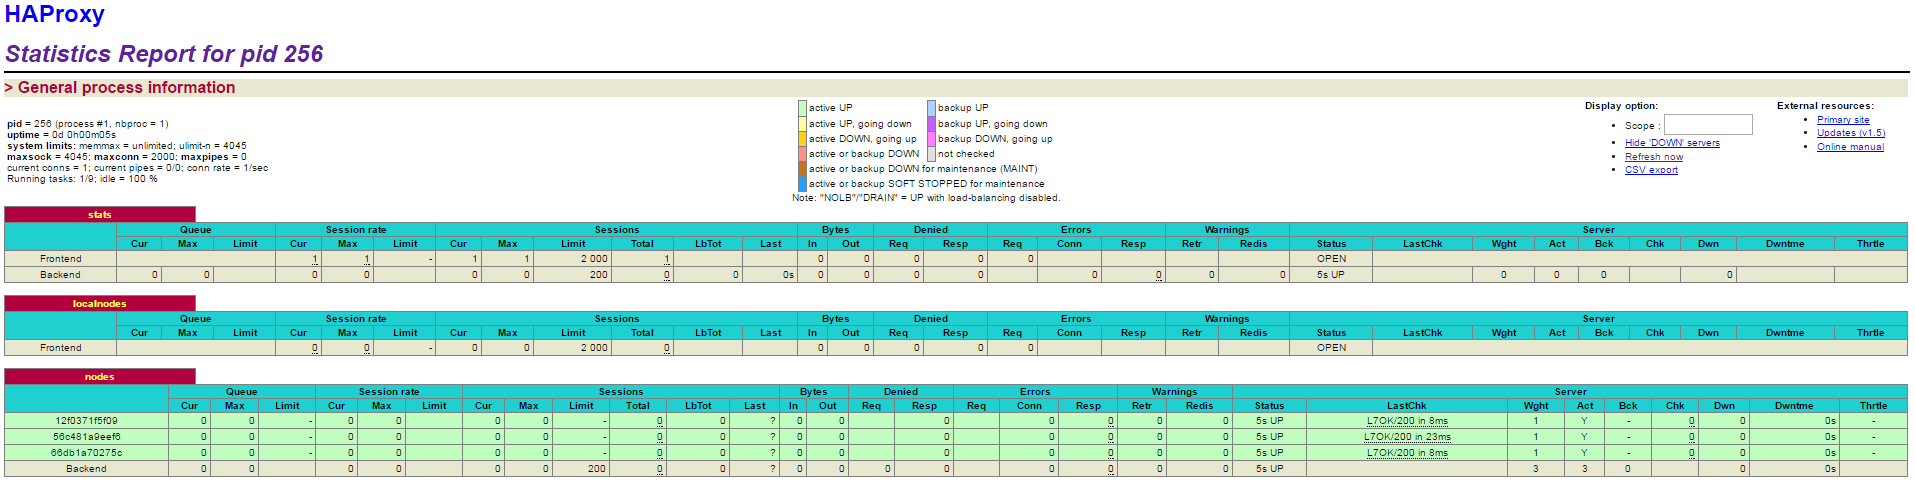 HAProxy
Statistics Report for pid 256
> General process information
pid = 256 (process #1, nbproc = 1)
uptime = 0d 0h00m05s
system limits: memmax = unlimited; ulimit-n = 4045
maxsock = 4045; maxconn = 2000; maxpipes = 0
current conns = 1; current pipes = 0/0; conn rate = 1/sec
Running tasks: 1/9; idle = 100 %
active UP backup UP
active UP, going down backup UP, going down
active DOWN, going up backup DOWN, going up
active or backup DOWN not checked
active or backup DOWN for maintenance (MAINT)
active or backup SOFT STOPPED for maintenance
Note: "NOLB"/"DRAIN" = UP with load-balancing disabled.
Display option:
Scope :
Hide 'DOWN' servers
Refresh now
CSV export
External resources:
Primary site
Updates (v1.5)
Online manual
stats
Queue Session rate Sessions Bytes Denied Errors Warnings Server
Cur Max Limit Cur Max Limit Cur Max Limit Total LbTot Last In Out Req Resp Req Conn Resp Retr Redis Status LastChk Wght Act Bck Chk Dwn Dwntme Thrtle
Frontend 1 1 - 1 1 2 000 1 0 0 0 0 0 OPEN
Backend 0 0 0 0 0 0 200 0 0 0s 0 0 0 0 0 0 0 0 5s UP 0 0 0 0
localnodes
Queue Session rate Sessions Bytes Denied Errors Warnings Server
Cur Max Limit Cur Max Limit Cur Max Limit Total LbTot Last In Out Req Resp Req Conn Resp Retr Redis Status LastChk Wght Act Bck Chk Dwn Dwntme Thrtle
Frontend 0 0 - 0 0 2 000 0 0 0 0 0 0 OPEN
nodes
Queue Session rate Sessions Bytes Denied Errors Warnings Server
Cur Max Limit Cur Max Limit Cur Max Limit Total LbTot Last In Out Req Resp Req Conn Resp Retr Redis Status LastChk Wght Act Bck Chk Dwn Dwntme Thrtle
12f0371f5f09 0 0 - 0 0 0 0 - 0 0 ? 0 0 0 0 0 0 0 5s UP L7OK/200 in 8ms 1 Y - 0 0 0s -
56c481a9eef6 0 0 - 0 0 0 0 - 0 0 ? 0 0 0 0 0 0 0 5s UP L7OK/200 in 23ms 1 Y - 0 0 0s -
66db1a70275c 0 0 - 0 0 0 0 - 0 0 ? 0 0 0 0 0 0 0 5s UP L7OK/200 in 8ms 1 Y - 0 0 0s -
Backend 0 0 0 0 0 0 200 0 0 ? 0 0 0 0 0 0 0 0 5s UP 3 3 0 0 0s